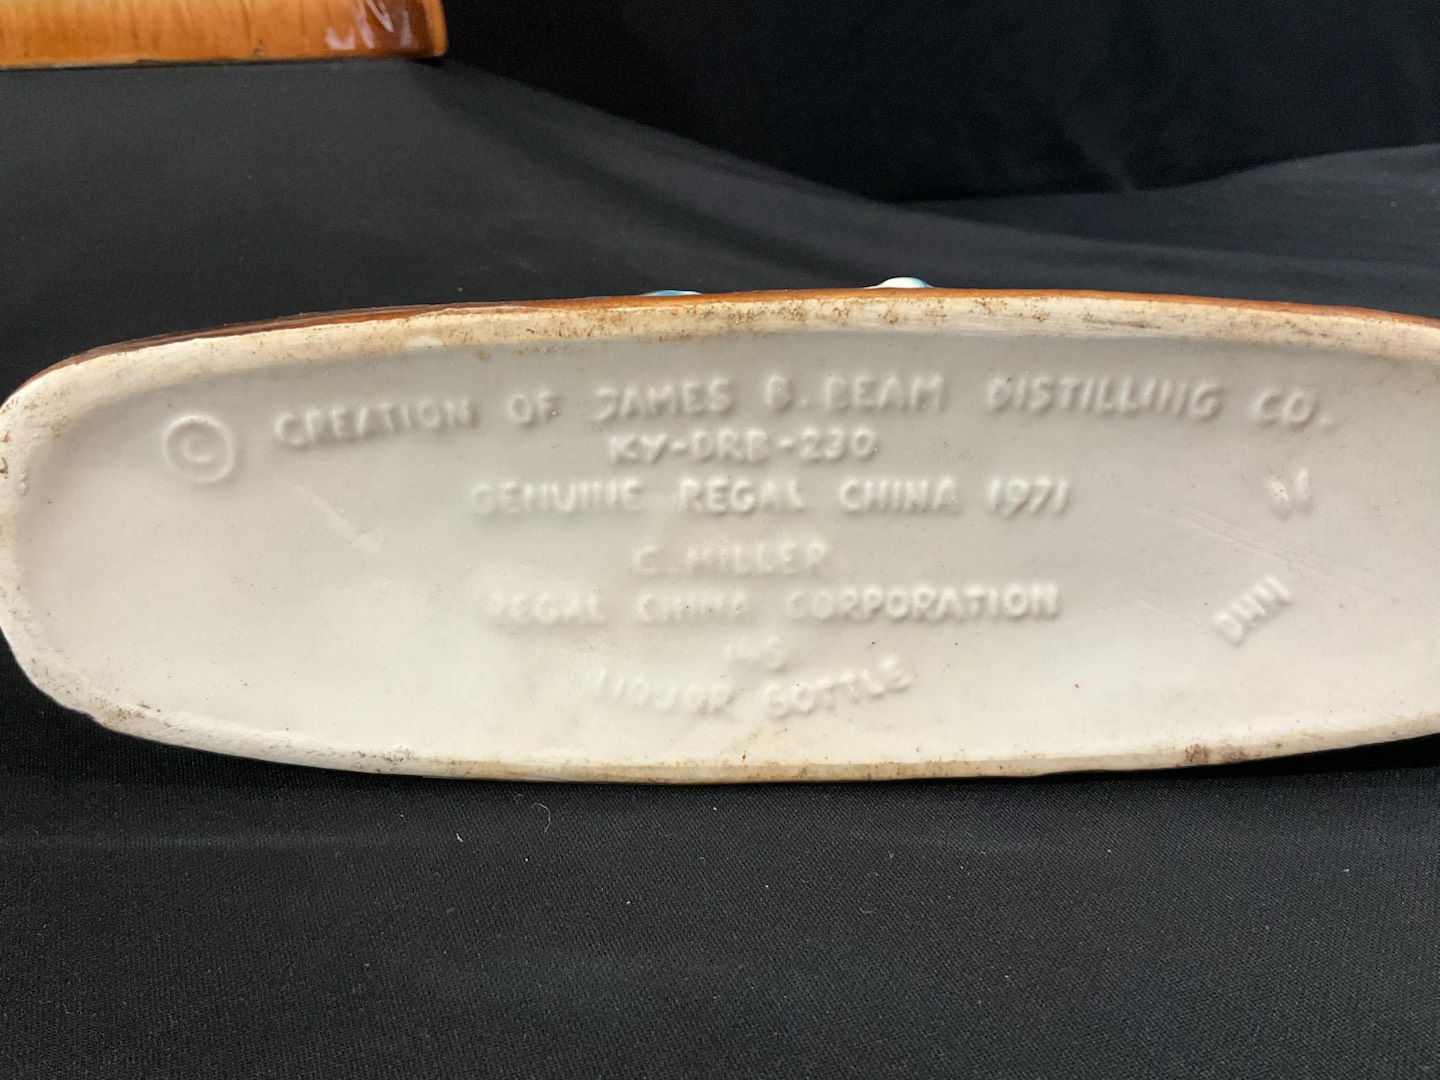 © CREATION OF JAMES B. BEAM DISTILLING CO.
KY-DRB-230
GENUINE REGAL CHINA 1971
C. MILLER
REGAL CHINA CORPORATION
LIQUOR BOTTLE
DHN